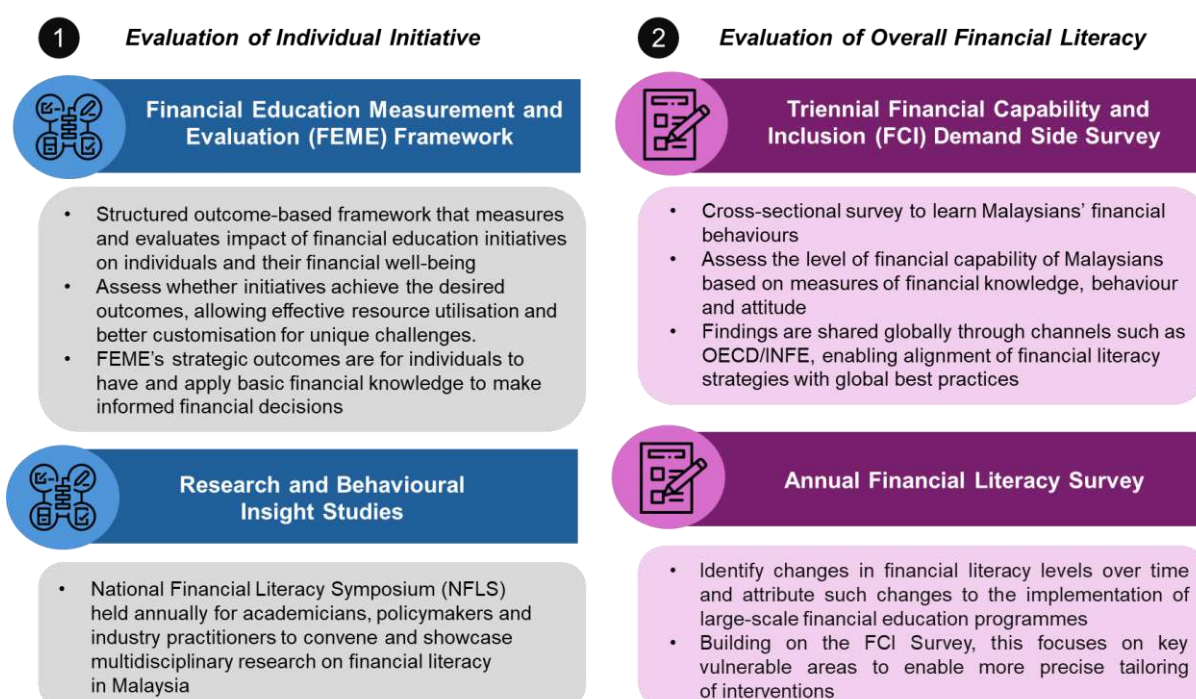 1
Evaluation of Individual Initiative
Financial Education Measurement and
Evaluation (FEME) Framework
• Structured outcome-based framework that measures
and evaluates impact of financial education initiatives
on individuals and their financial well-being
• Assess whether initiatives achieve the desired
outcomes, allowing effective resource utilisation and
better customisation for unique challenges.
• FEME's strategic outcomes are for individuals to
have and apply basic financial knowledge to make
informed financial decisions
Research and Behavioural
Insight Studies
• National Financial Literacy Symposium (NFLS)
held annually for academicians, policymakers and
industry practitioners to convene and showcase
multidisciplinary research on financial literacy
in Malaysia
2
Evaluation of Overall Financial Literacy
Triennial Financial Capability and
Inclusion (FCI) Demand Side Survey
• Cross-sectional survey to learn Malaysians' financial
behaviours
• Assess the level of financial capability of Malaysians
based on measures of financial knowledge, behaviour
and attitude
• Findings are shared globally through channels such as
OECD/INFE, enabling alignment of financial literacy
strategies with global best practices
Annual Financial Literacy Survey
• Identify changes in financial literacy levels over time
and attribute such changes to the implementation of
large-scale financial education programmes
• Building on the FCI Survey, this focuses on key
vulnerable areas to enable more precise tailoring
of interventions